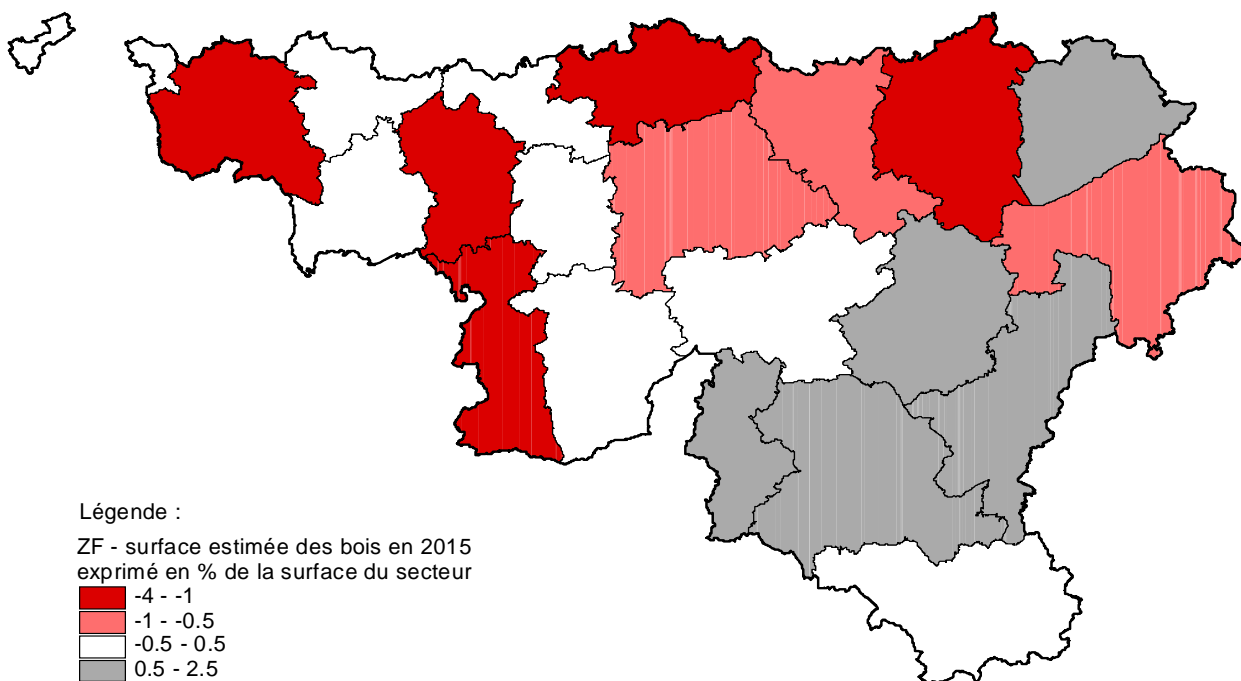 Légende :
ZF - surface estimée des bois en 2015
exprimé en % de la surface du secteur
-4 - -1
-1 - -0.5
-0.5 - 0.5
0.5 - 2.5